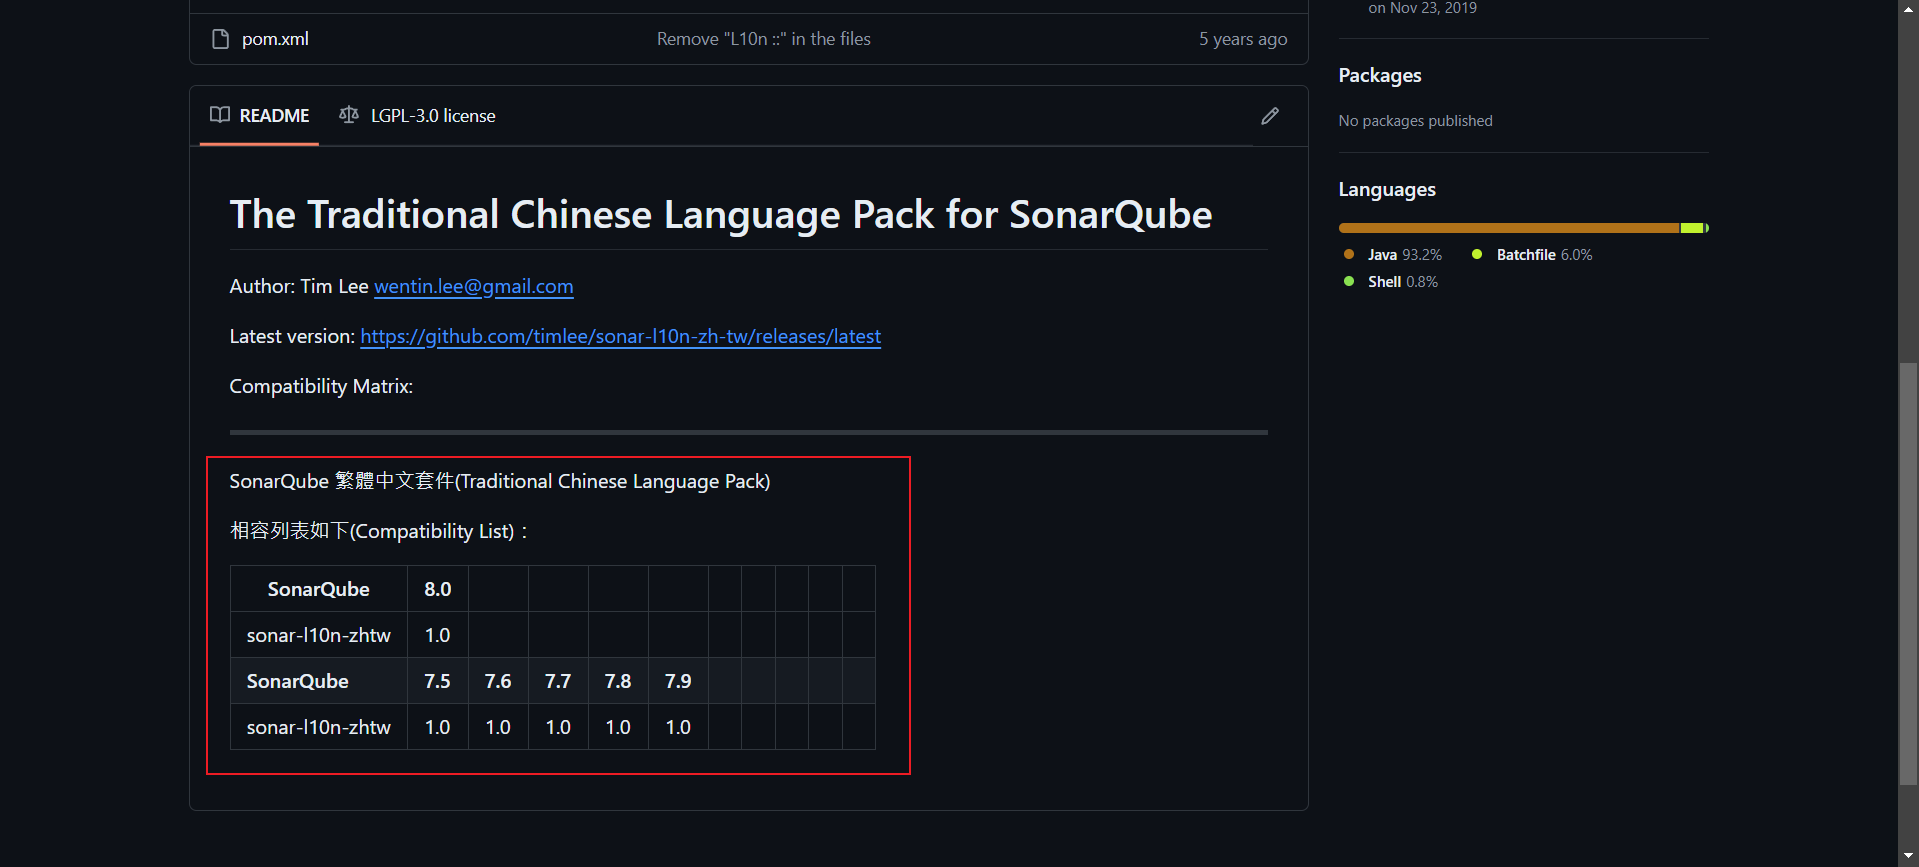 on Nov 23, 2019
pom.xml Remove "L10n ::" in the files 5 years ago
README LGPL-3.0 license
The Traditional Chinese Language Pack for SonarQube
Author: Tim Lee wentin.lee@gmail.com
Latest version: https://github.com/timlee/sonar-l10n-zh-tw/releases/latest
Compatibility Matrix:
SonarQube 繁體中文套件(Traditional Chinese Language Pack)
相容列表如下(Compatibility List)：
SonarQube 8.0
sonar-l10n-zhtw 1.0
SonarQube 7.5 7.6 7.7 7.8 7.9
sonar-l10n-zhtw 1.0 1.0 1.0 1.0 1.0
Packages
No packages published
Languages
Java 93.2% Batchfile 6.0%
Shell 0.8%